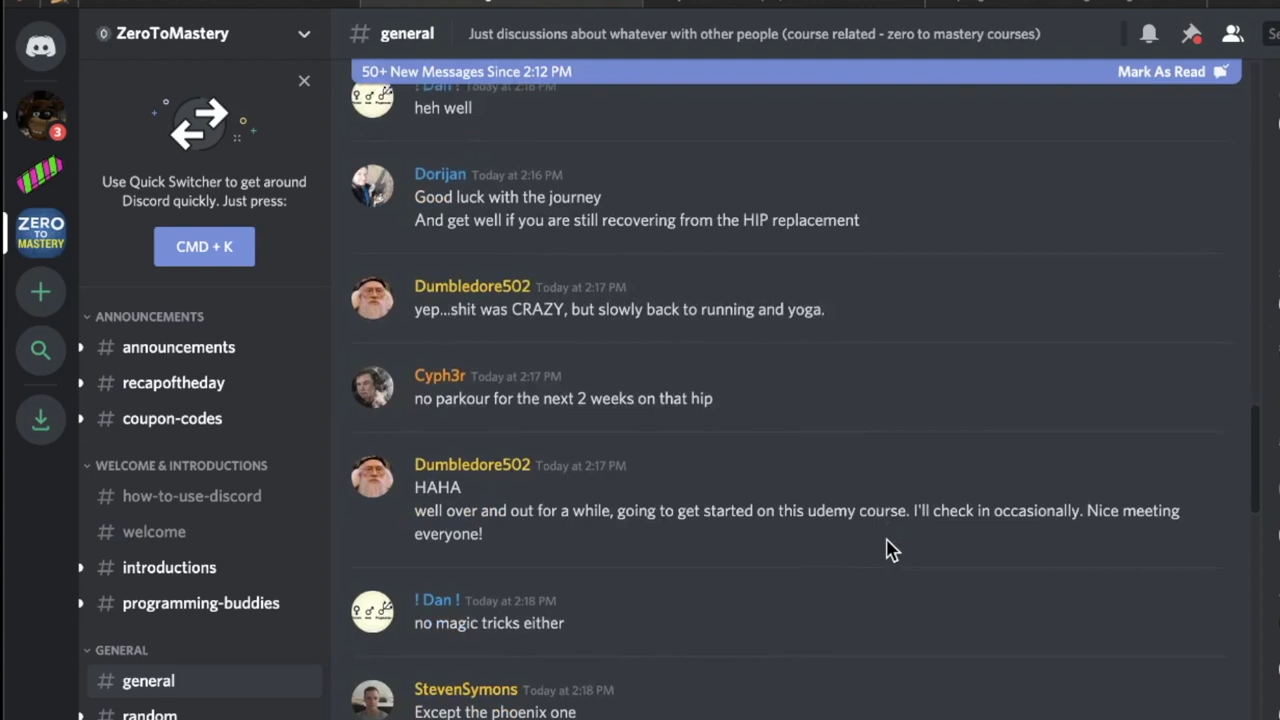 ZeroToMastery
# general
Just discussions about whatever with other people (course related - zero to mastery courses)
50+ New Messages Since 2:12 PM
Mark As Read
Use Quick Switcher to get around
Discord quickly. Just press:
CMD + K
3
ZERO
TO
MASTERY
ANNOUNCEMENTS
# announcements
# recapoftheday
# coupon-codes
WELCOME & INTRODUCTIONS
# how-to-use-discord
# welcome
# introductions
# programming-buddies
GENERAL
# general
# random
! Dan ! Today at 2:18 PM
heh well
Dorijan Today at 2:16 PM
Good luck with the journey
And get well if you are still recovering from the HIP replacement
Dumbledore502 Today at 2:17 PM
yep...shit was CRAZY, but slowly back to running and yoga.
Cyph3r Today at 2:17 PM
no parkour for the next 2 weeks on that hip
Dumbledore502 Today at 2:17 PM
HAHA
well over and out for a while, going to get started on this udemy course. I'll check in occasionally. Nice meeting
everyone!
! Dan ! Today at 2:18 PM
no magic tricks either
StevenSymons Today at 2:18 PM
Except the phoenix one